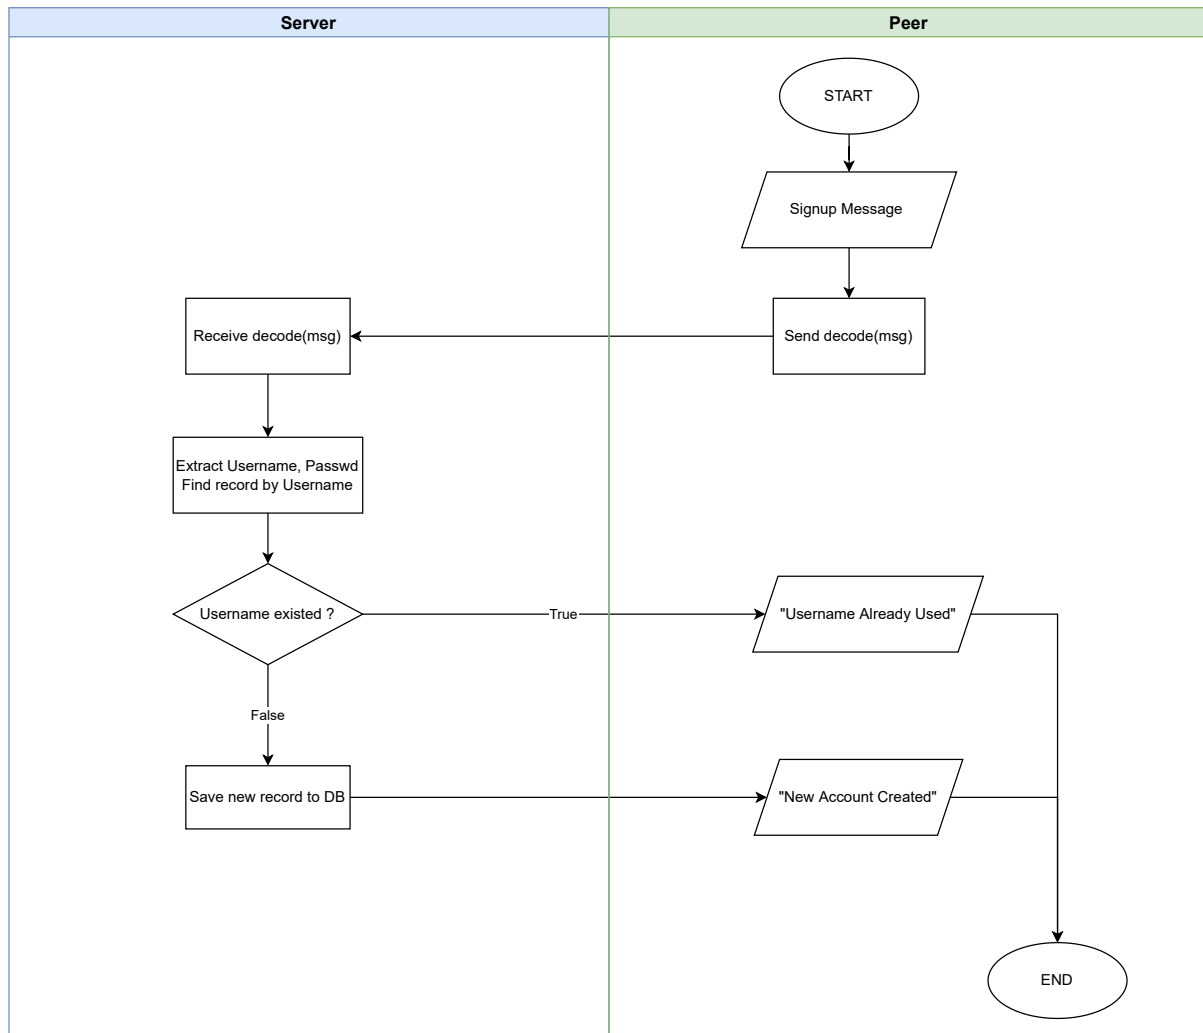 Server
Peer
START
Signup Message
Send decode(msg)
Receive decode(msg)
Extract Username, Passwd
Find record by Username
Username existed ?
True
"Username Already Used"
False
Save new record to DB
"New Account Created"
END